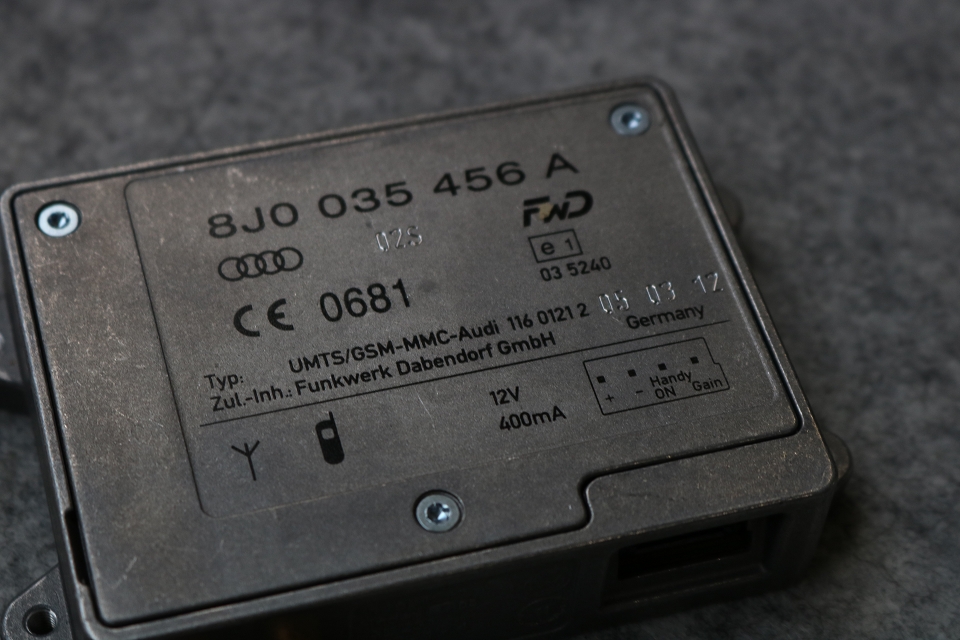 8J0 035 456 A
FWD
02S
e 1
03 5240
CE 0681
05 03 12
Typ: UMTS/GSM-MMC-Audi 116 0121 2 Germany
Zul.-Inh.: Funkwerk Dabendorf GmbH
12V
400mA
+ - Handy ON Gain